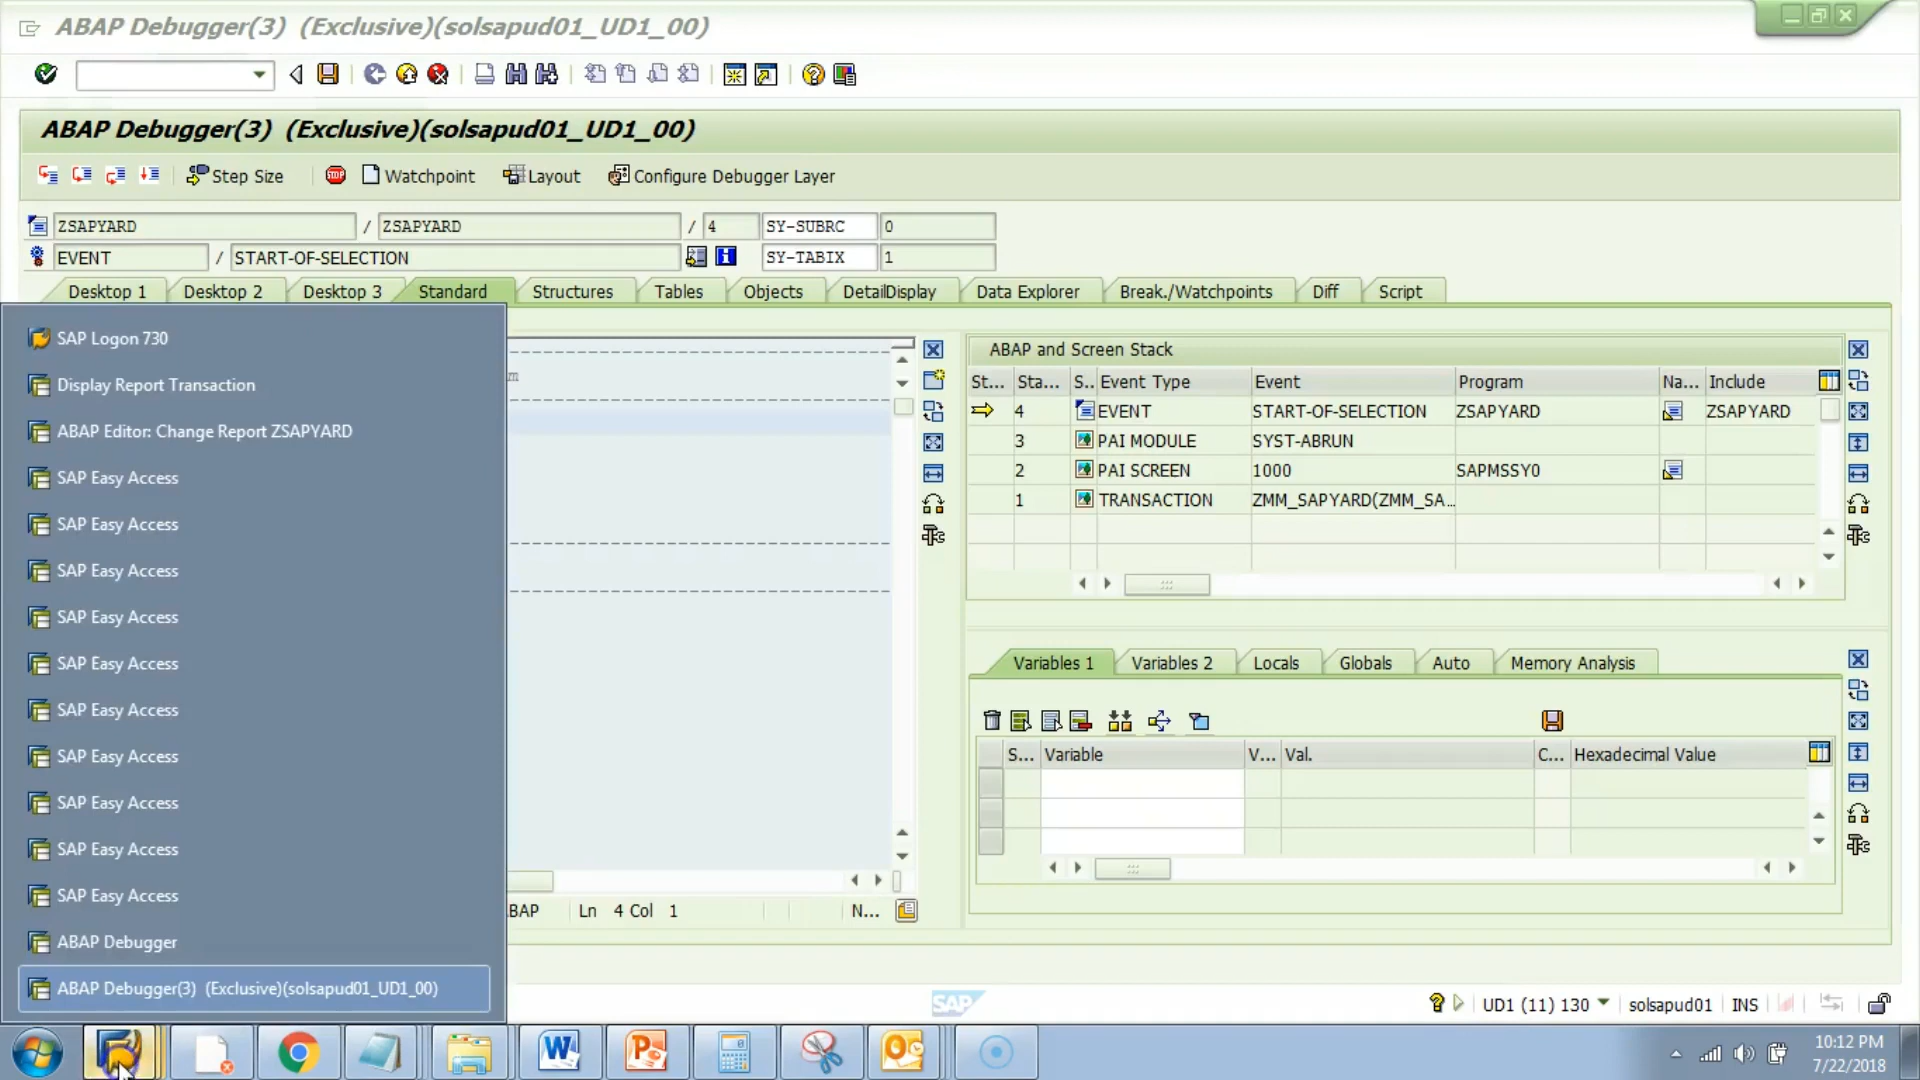 ABAP Debugger(3) (Exclusive)(solsapud01_UD1_00)
ABAP Debugger(3) (Exclusive)(solsapud01_UD1_00)
Step Size
STOP
Watchpoint
Layout
Configure Debugger Layer
ZSAPYARD / ZSAPYARD / 4 SY-SUBRC 0
EVENT / START-OF-SELECTION SY-TABIX 1
Desktop 1 Desktop 2 Desktop 3 Standard Structures Tables Objects DetailDisplay Data Explorer Break./Watchpoints Diff Script
SAP Logon 730
Display Report Transaction
ABAP Editor: Change Report ZSAPYARD
SAP Easy Access
SAP Easy Access
SAP Easy Access
SAP Easy Access
SAP Easy Access
SAP Easy Access
SAP Easy Access
SAP Easy Access
SAP Easy Access
SAP Easy Access
ABAP Debugger
ABAP Debugger(3) (Exclusive)(solsapud01_UD1_00)
m
BAP Ln 4 Col 1 N...
ABAP and Screen Stack
St... Sta... S.. Event Type Event Program Na... Include
4 EVENT START-OF-SELECTION ZSAPYARD ZSAPYARD
3 PAI MODULE SYST-ABRUN
2 PAI SCREEN 1000 SAPMSSY0
1 TRANSACTION ZMM_SAPYARD(ZMM_SA...
Variables 1 Variables 2 Locals Globals Auto Memory Analysis
S... Variable V... Val. C... Hexadecimal Value
SAP
UD1 (11) 130 solsapud01 INS
10:12 PM
7/22/2018